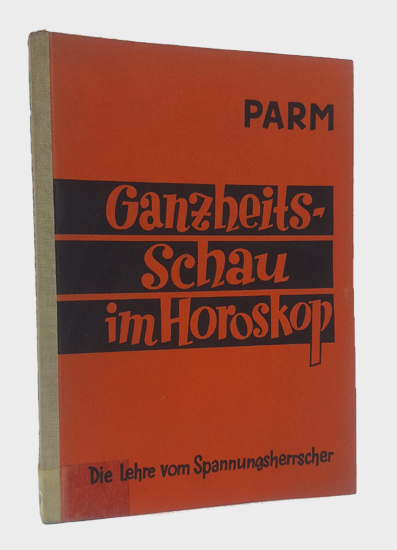 PARM
Ganzheits-
Schau
im Horoskop
Die Lehre vom Spannungsherrscher